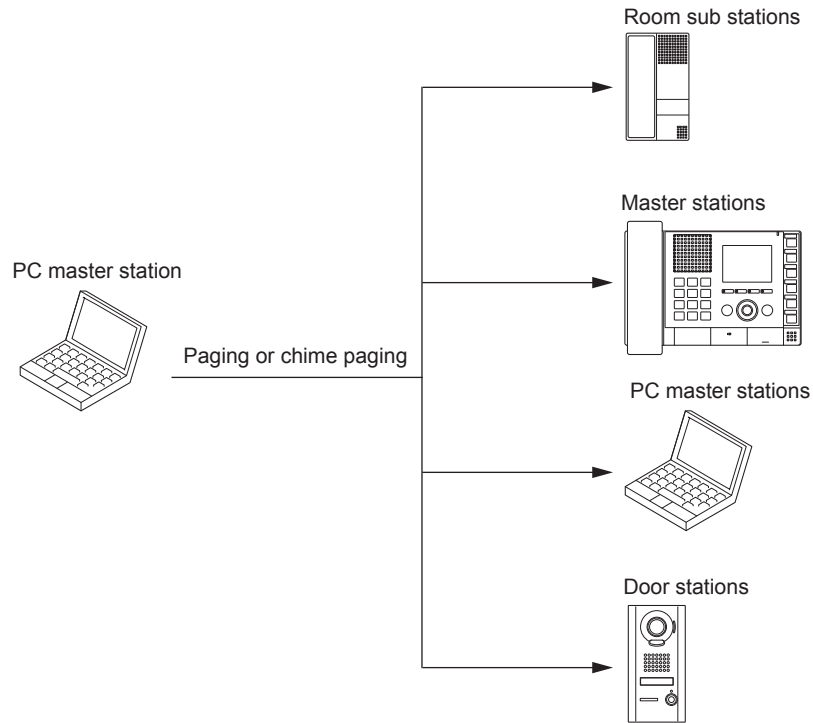 Room sub stations
Master stations
PC master station
Paging or chime paging
PC master stations
Door stations